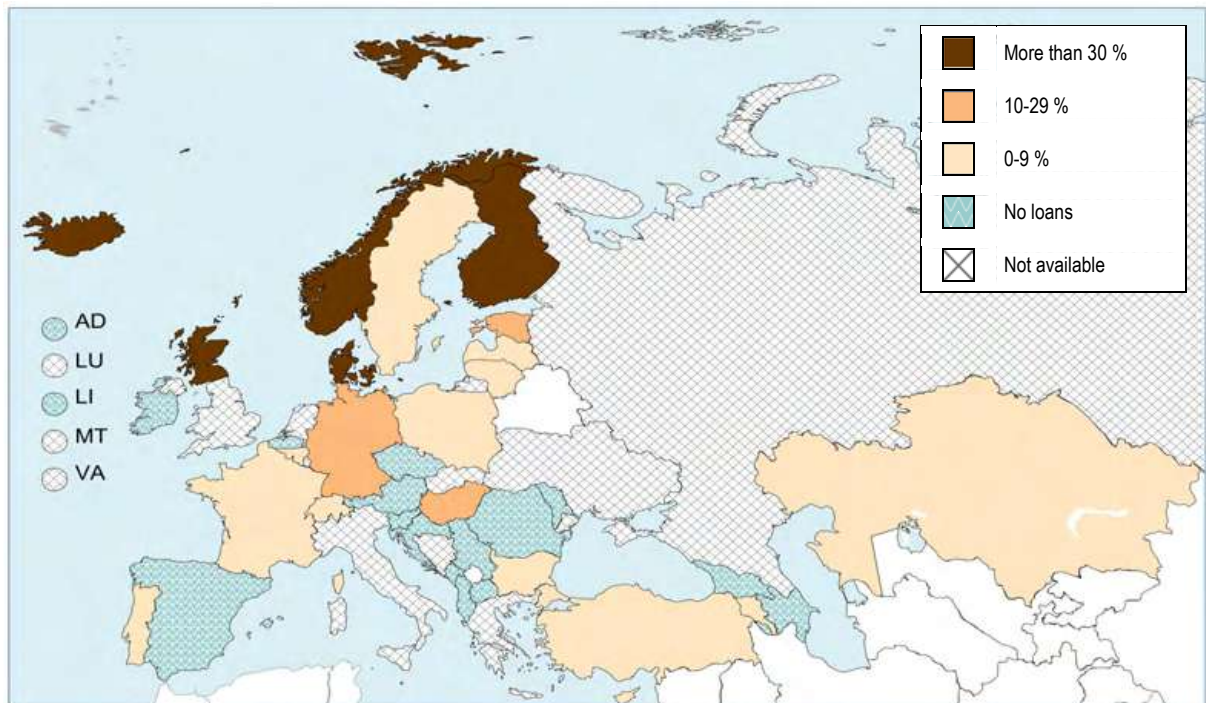 More than 30 %
10-29 %
0-9 %
No loans
Not available
AD
LU
LI
MT
VA